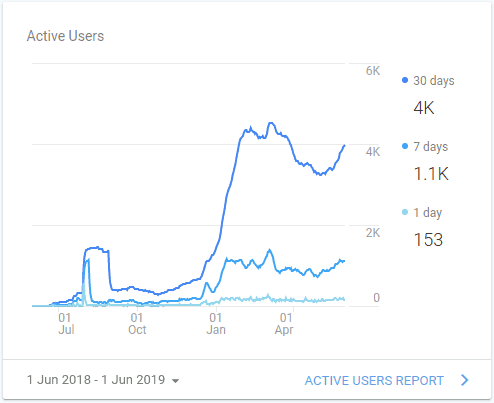 Active Users
6K
4K
2K
0
01 Jul
01 Oct
01 Jan
01 Apr
30 days
4K
7 days
1.1K
1 day
153
1 Jun 2018 - 1 Jun 2019
ACTIVE USERS REPORT